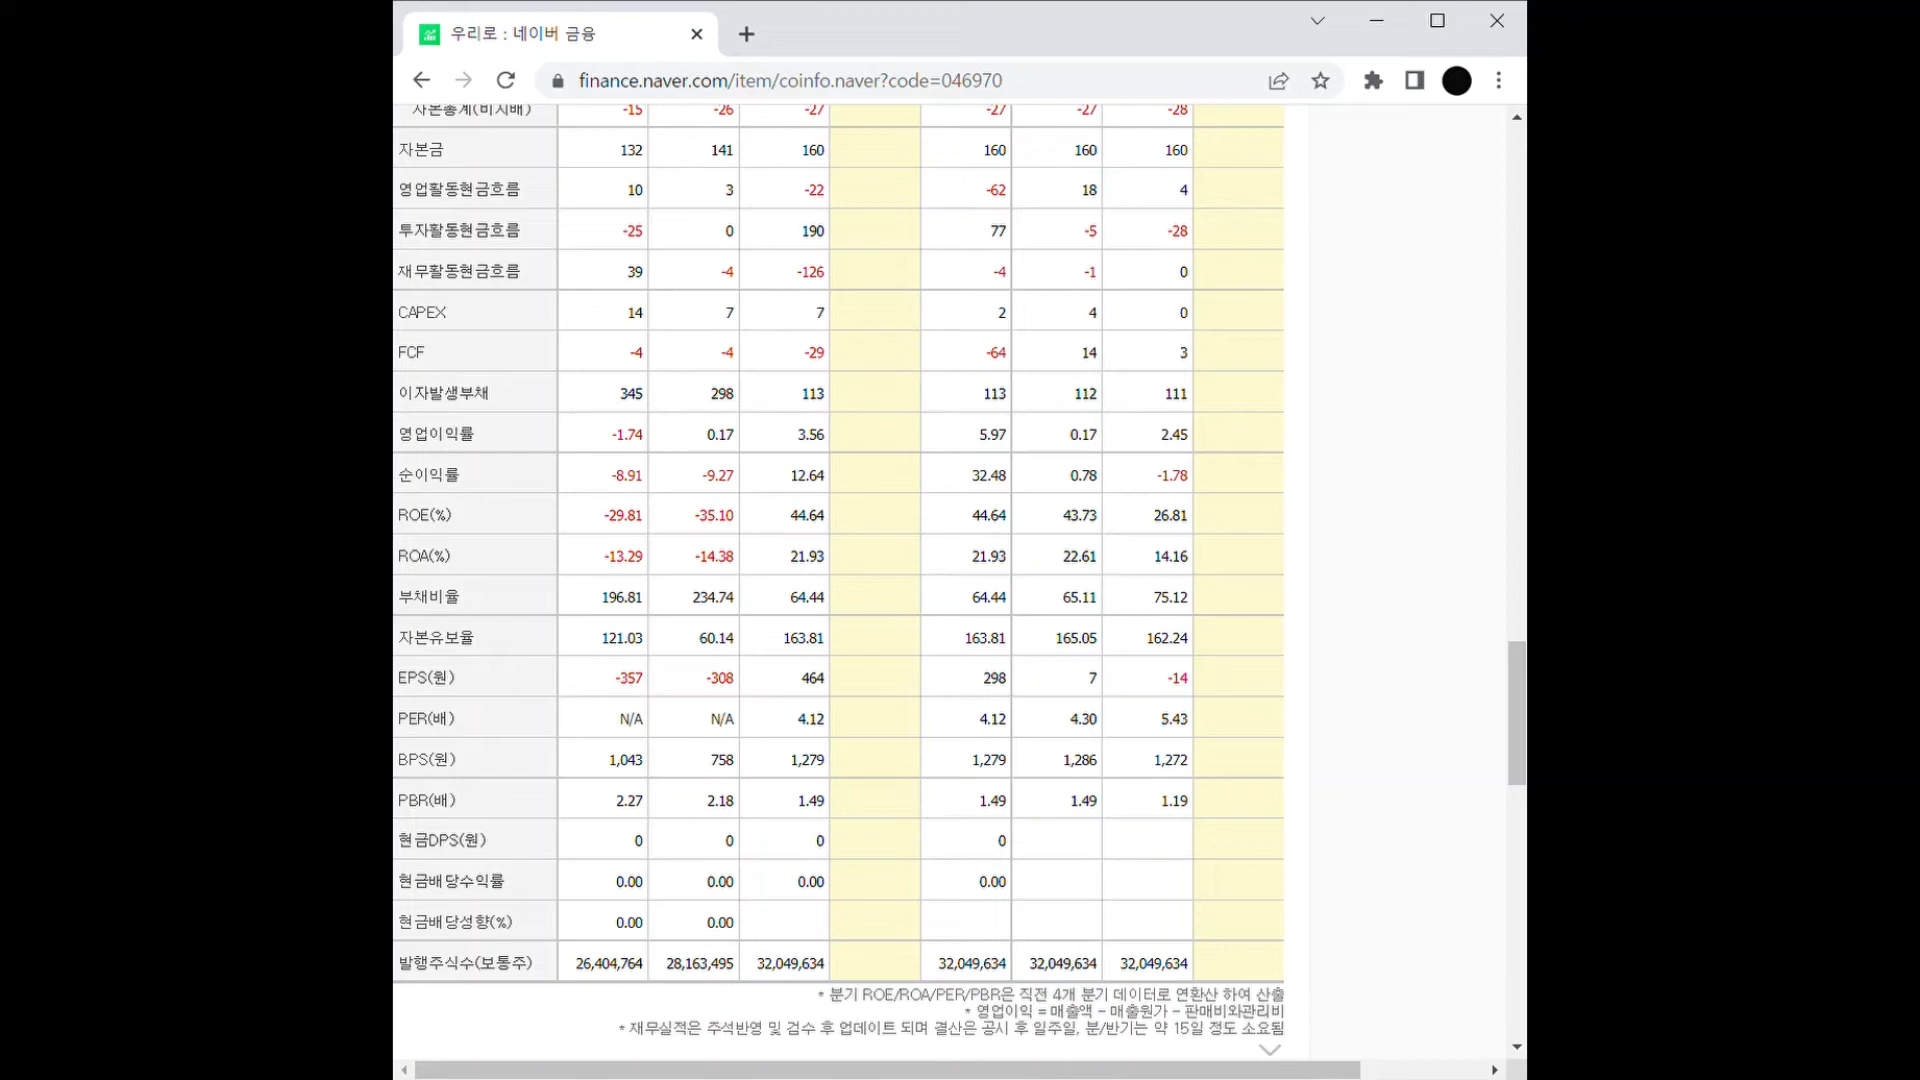 우리로 : 네이버 금융
finance.naver.com/item/coinfo.naver?code=046970
자본총계(비지배) -15 -26 -27 -27 -27 -28
자본금 132 141 160 160 160 160
영업활동현금흐름 10 3 -22 -62 18 4
투자활동현금흐름 -25 0 190 77 -5 -28
재무활동현금흐름 39 -4 -126 -4 -1 0
CAPEX 14 7 7 2 4 0
FCF -4 -4 -29 -64 14 3
이자발생부채 345 298 113 113 112 111
영업이익률 -1.74 0.17 3.56 5.97 0.17 2.45
순이익률 -8.91 -9.27 12.64 32.48 0.78 -1.78
ROE(%) -29.81 -35.10 44.64 44.64 43.73 26.81
ROA(%) -13.29 -14.38 21.93 21.93 22.61 14.16
부채비율 196.81 234.74 64.44 64.44 65.11 75.12
자본유보율 121.03 60.14 163.81 163.81 165.05 162.24
EPS(원) -357 -308 464 298 7 -14
PER(배) N/A N/A 4.12 4.12 4.30 5.43
BPS(원) 1,043 758 1,279 1,279 1,286 1,272
PBR(배) 2.27 2.18 1.49 1.49 1.49 1.19
현금DPS(원) 0 0 0 0
현금배당수익률 0.00 0.00 0.00 0.00
현금배당성향(%) 0.00 0.00
발행주식수(보통주) 26,404,764 28,163,495 32,049,634 32,049,634 32,049,634 32,049,634
* 분기 ROE/ROA/PER/PBR은 직전 4개 분기 데이터로 연환산 하여 산출
* 영업이익 = 매출액 - 매출원가 - 판매비와관리비
* 재무실적은 주석반영 및 검수 후 업데이트 되며 결산은 공시 후 일주일, 분/반기는 약 15일 정도 소요됨